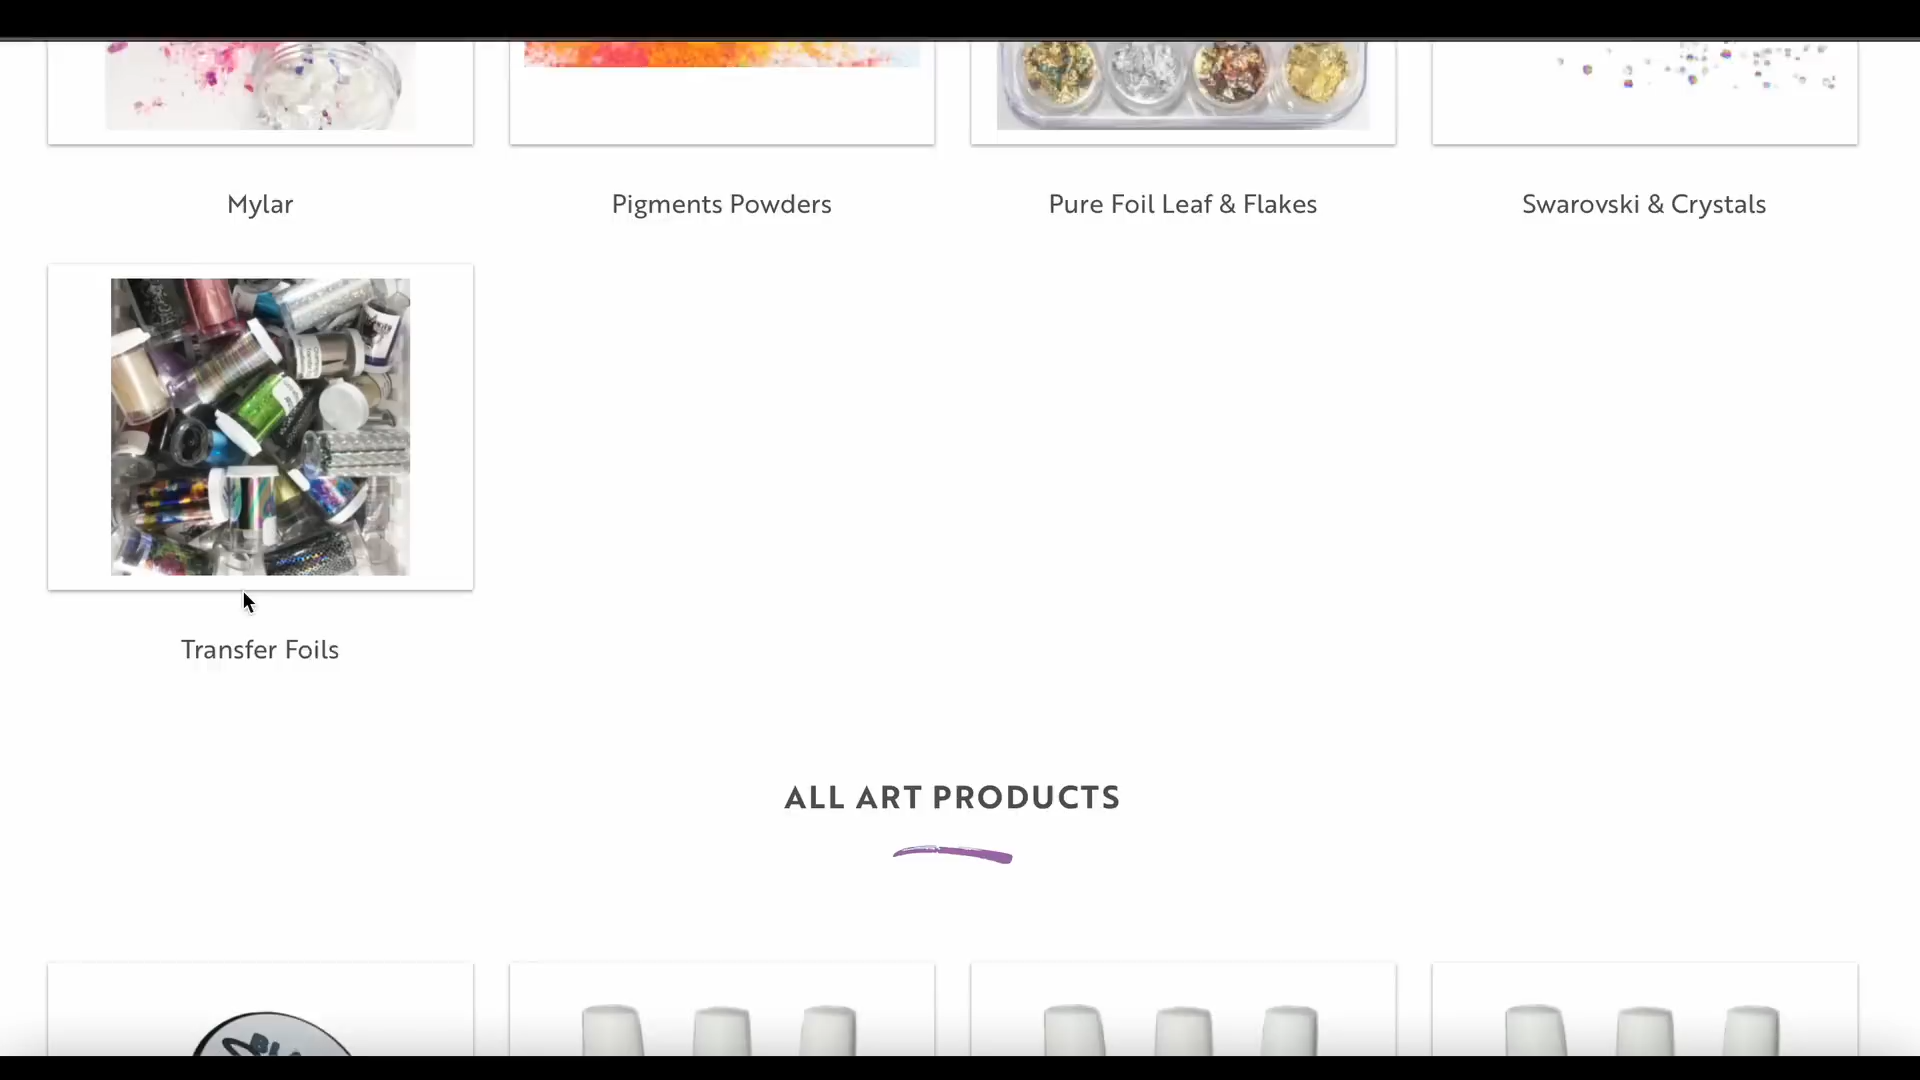 Mylar
Pigments Powders
Pure Foil Leaf & Flakes
Swarovski & Crystals
Transfer Foils
ALL ART PRODUCTS